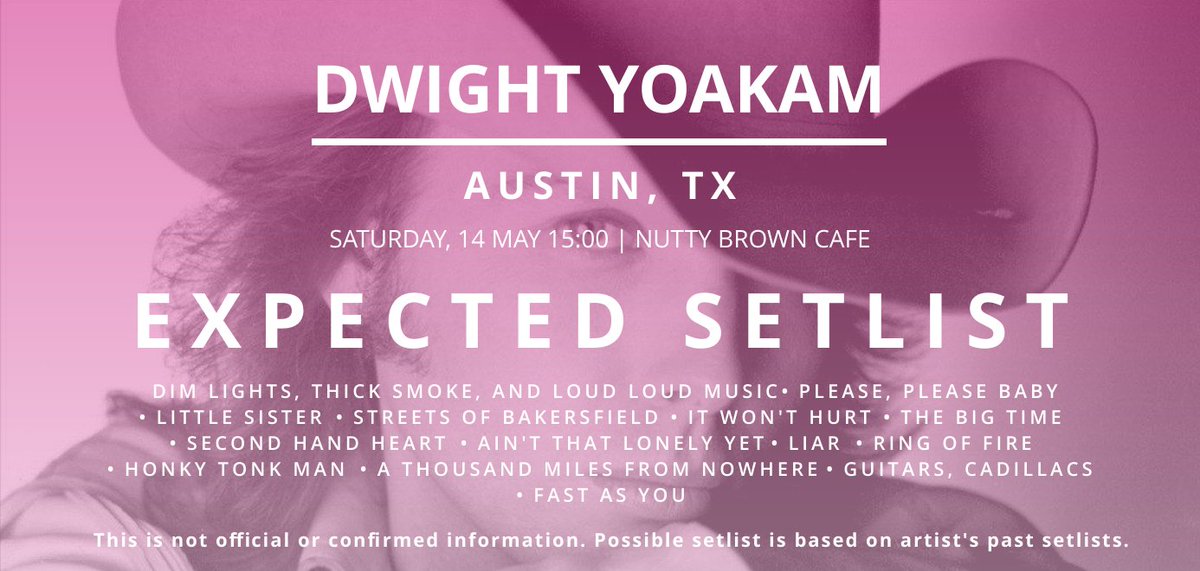 DWIGHT YOAKAM
AUSTIN, TX
SATURDAY, 14 MAY 15:00 | NUTTY BROWN CAFE
EXPECTED SETLIST
DIM LIGHTS, THICK SMOKE, AND LOUD LOUD MUSIC• PLEASE, PLEASE BABY
• LITTLE SISTER • STREETS OF BAKERSFIELD • IT WON'T HURT • THE BIG TIME
• SECOND HAND HEART • AIN'T THAT LONELY YET• LIAR • RING OF FIRE
• HONKY TONK MAN • A THOUSAND MILES FROM NOWHERE• GUITARS, CADILLACS
• FAST AS YOU
This is not official or confirmed information. Possible setlist is based on artist's past setlists.